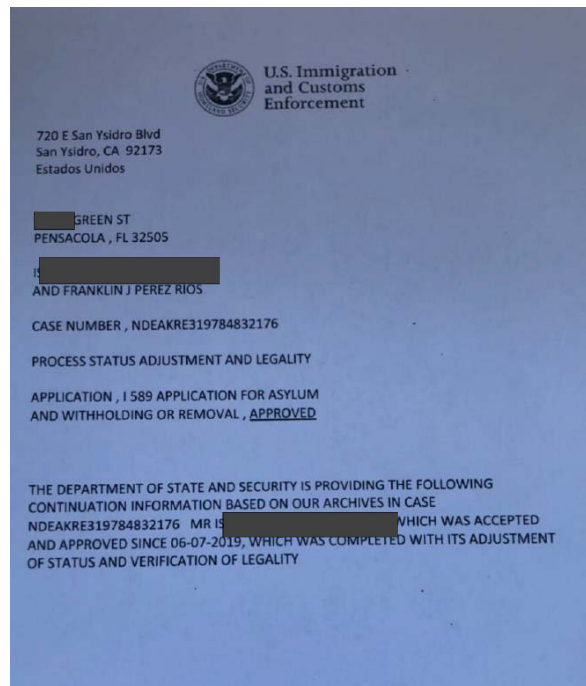 U.S. Immigration
and Customs
Enforcement
720 E San Ysidro Blvd
San Ysidro, CA 92173
Estados Unidos
GREEN ST
PENSACOLA , FL 32505
AND FRANKLIN J PEREZ RIOS
CASE NUMBER , NDEAKRE319784832176
PROCESS STATUS ADJUSTMENT AND LEGALITY
APPLICATION , I 589 APPLICATION FOR ASYLUM
AND WITHHOLDING OR REMOVAL , APPROVED
THE DEPARTMENT OF STATE AND SECURITY IS PROVIDING THE FOLLOWING
CONTINUATION INFORMATION BASED ON OUR ARCHIVES IN CASE
NDEAKRE319784832176 MR IS WHICH WAS ACCEPTED
AND APPROVED SINCE 06-07-2019, WHICH WAS COMPLETED WITH ITS ADJUSTMENT
OF STATUS AND VERIFICATION OF LEGALITY